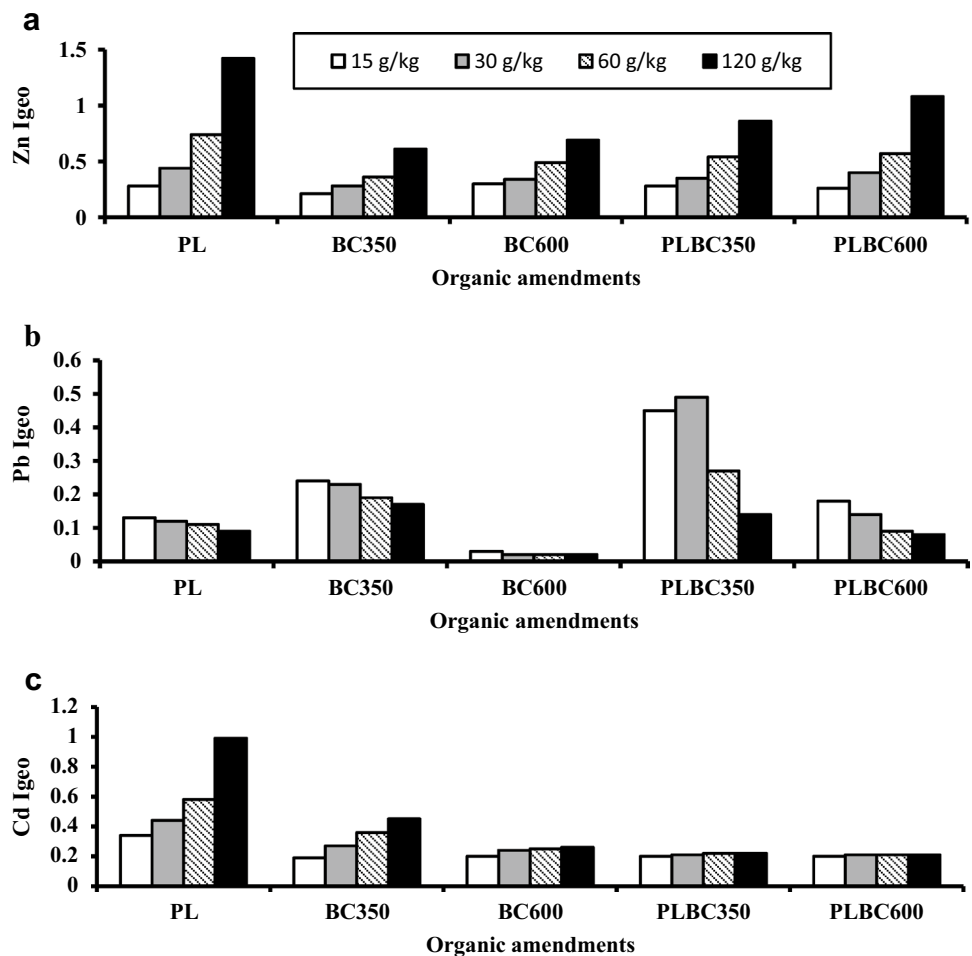 a
15 g/kg 30 g/kg 60 g/kg 120 g/kg
Zn Igeo
1.5
1
0.5
0
PL BC350 BC600 PLBC350 PLBC600
Organic amendments
b
Pb Igeo
0.6
0.5
0.4
0.3
0.2
0.1
0
PL BC350 BC600 PLBC350 PLBC600
Organic amendments
c
Cd Igeo
1.2
1
0.8
0.6
0.4
0.2
0
PL BC350 BC600 PLBC350 PLBC600
Organic amendments